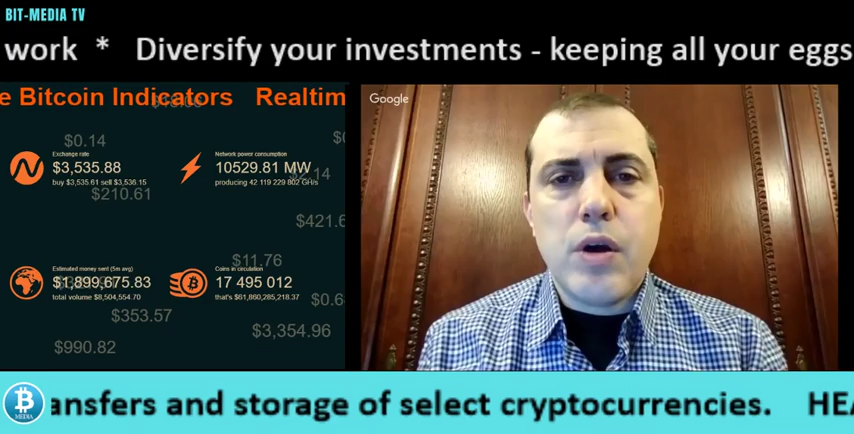 BIT-MEDIA TV
work * Diversify your investments - keeping all your eggs
e Bitcoin Indicators Realtim
Google
$0.14
Exchange rate
$3,535.88
buy $3,535.61 sell $3,536.15
Network power consumption
10529.81 MW
producing 42 119 229 802 GH/s
$210.61
$421.6
$11.76
Estimated money sent (5m avg)
$1,899,675.83
total volume $8,504,554.70
Coins in circulation
17 495 012
that's $61,860,285,218.37
$0.6
$353.57
$3,354.96
$990.82
B
MEDIA
ansfers and storage of select cryptocurrencies. HEA